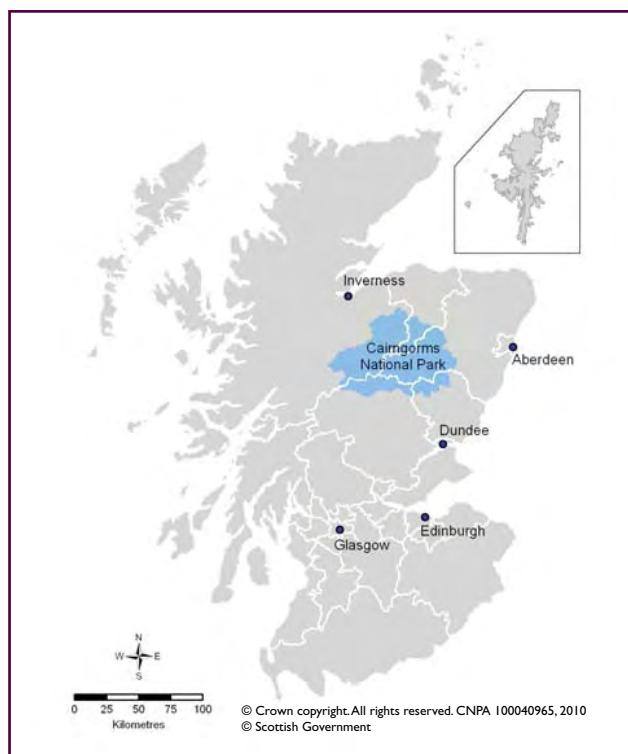 Inverness
Cairngorms
National Park
Aberdeen
Dundee
Edinburgh
Glasgow
N
W E
S
0 25 50 75 100
Kilometres
© Crown copyright. All rights reserved. CNPA 100040965, 2010
© Scottish Government